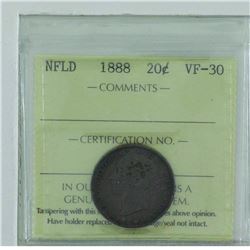 NFLD 1888 20¢ VF-30
— COMMENTS —
— CERTIFICATION NO. —
IN OU S A
GENU EM.
Tampering with this s above opinion.
Have holder replaced seal not intact.